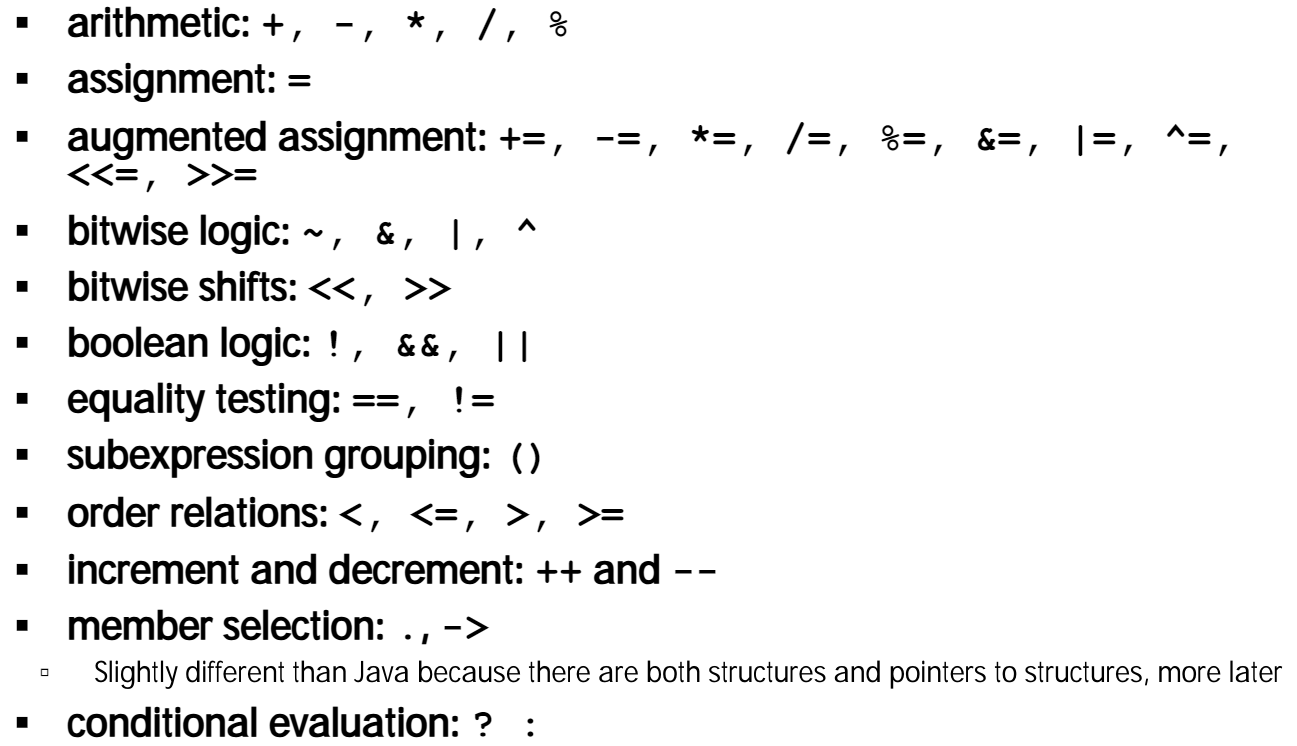 ▪ arithmetic: +, -, *, /, %
▪ assignment: =
▪ augmented assignment: +=, -=, *=, /=, %=, &=, |=, ^=,
<<=, >>=
▪ bitwise logic: ~, &, |, ^
▪ bitwise shifts: <<, >>
▪ boolean logic: !, &&, ||
▪ equality testing: ==, !=
▪ subexpression grouping: ()
▪ order relations: <, <=, >, >=
▪ increment and decrement: ++ and --
▪ member selection: ., ->
▫ Slightly different than Java because there are both structures and pointers to structures, more later
▪ conditional evaluation: ? :